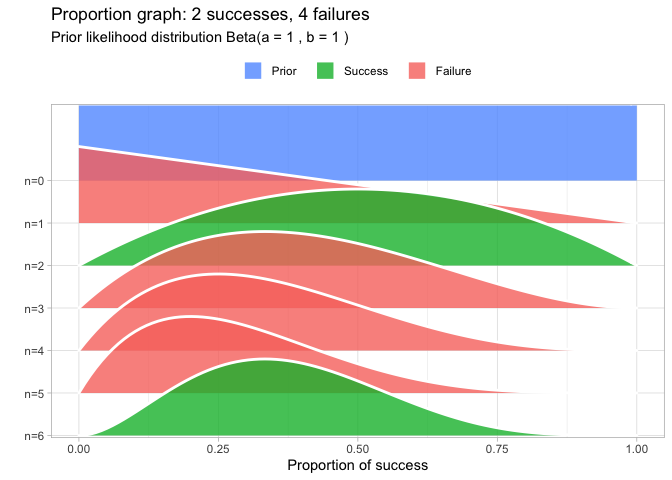 Proportion graph: 2 successes, 4 failures
Prior likelihood distribution Beta(a = 1 , b = 1 )
Prior Success Failure
n=0
n=1
n=2
n=3
n=4
n=5
n=6
0.00 0.25 0.50 0.75 1.00
Proportion of success